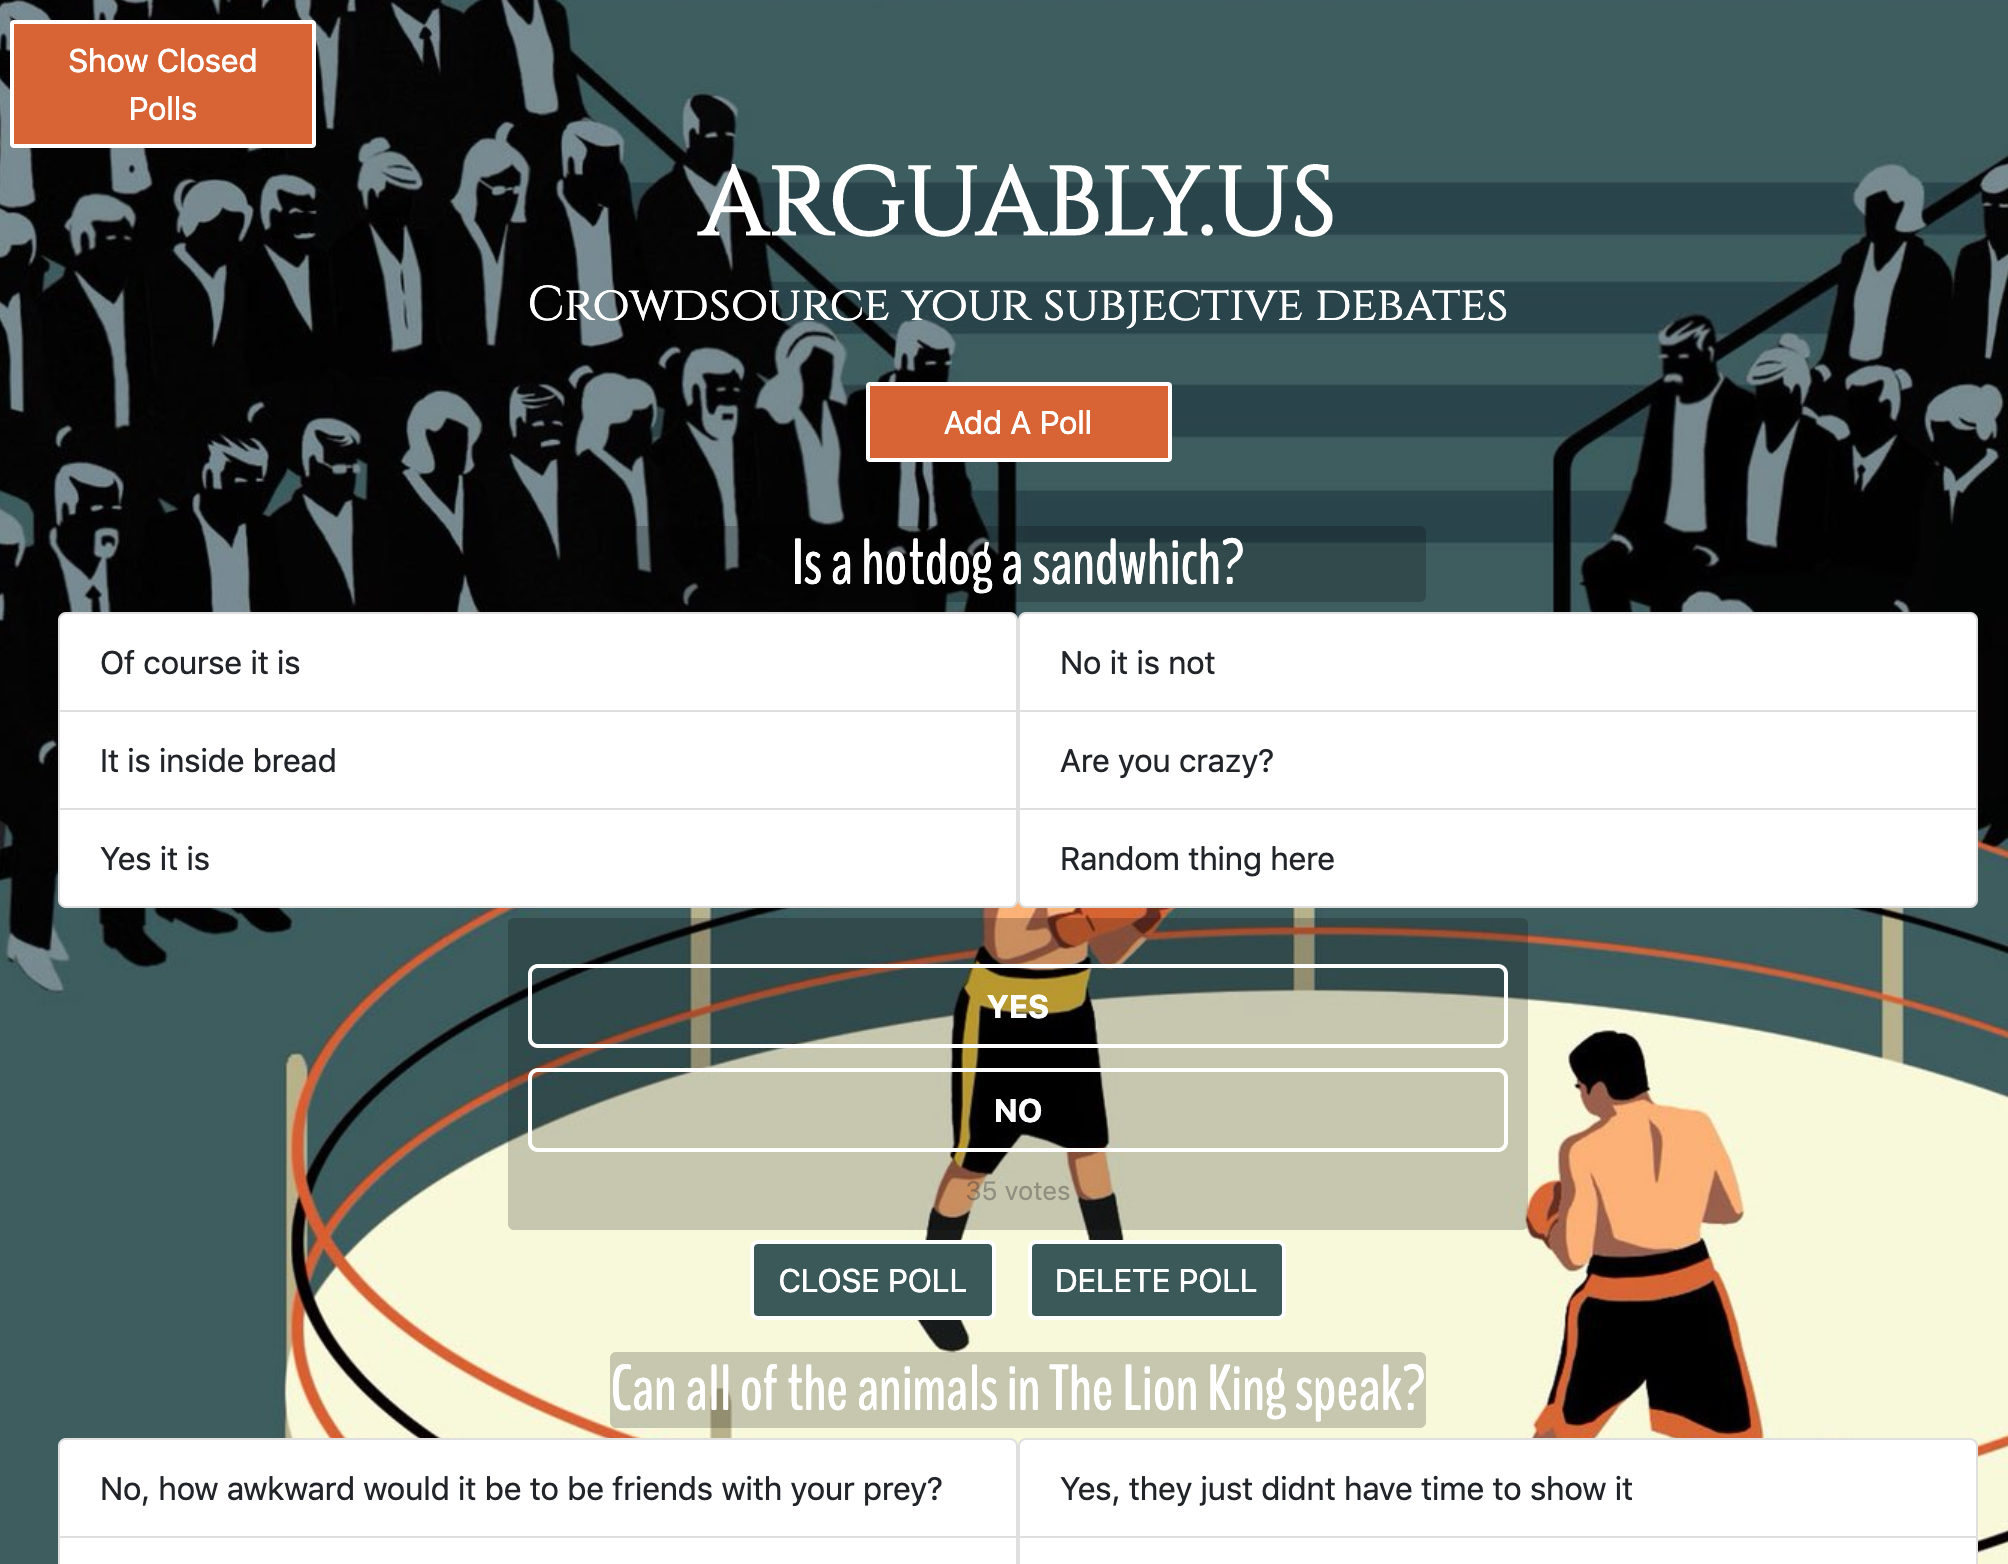 Show Closed
Polls
ARGUABLY.US
CROWDSOURCE YOUR SUBJECTIVE DEBATES
Add A Poll
Is a hotdog a sandwhich?
Of course it is
No it is not
It is inside bread
Are you crazy?
Yes it is
Random thing here
YES
NO
35 votes
CLOSE POLL
DELETE POLL
Can all of the animals in The Lion King speak?
No, how awkward would it be to be friends with your prey?
Yes, they just didnt have time to show it